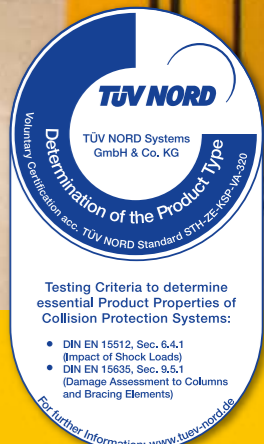 TÜV NORD
TÜV NORD Systems
GmbH & Co. KG
Determination of the Product Type
Voluntary Certification acc. TÜV NORD Standard STH-ZE-KSP-VA-320
Testing Criteria to determine
essential Product Properties of
Collision Protection Systems:
• DIN EN 15512, Sec. 6.4.1
(Impact of Shock Loads)
• DIN EN 15635, Sec. 9.5.1
(Damage Assessment to Columns
and Bracing Elements)
For further Information: www.tuev-nord.de